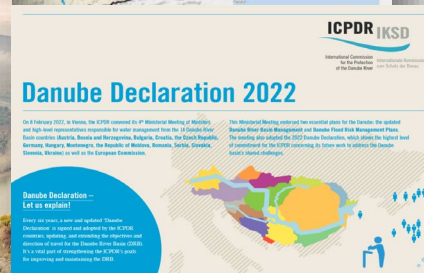 ICPDR IKSD
International Commission
for the Protection
of the Danube River
Internationale Kommission
zum Schutz der Donau
Danube Declaration 2022
On 8 February 2022, in Vienna, the ICPDR convened its 4th Ministerial Meeting of Ministers
and high-level representatives responsible for water management from the 14 Danube River
Basin countries (Austria, Bosnia and Herzegovina, Bulgaria, Croatia, the Czech Republic,
Germany, Hungary, Montenegro, the Republic of Moldova, Romania, Serbia, Slovakia,
Slovenia, Ukraine) as well as the European Commission.
This Ministerial Meeting endorsed two essential plans for the Danube: the updated
Danube River Basin Management and Danube Flood Risk Management Plans.
The meeting also adopted the 2022 Danube Declaration, which shows the highest level
of commitment for the ICPDR concerning its future work to address the Danube
basin's shared challenges.
Danube Declaration –
Let us explain!
Every six years, a new and updated 'Danube
Declaration' is signed and adopted by the ICPDR
countries, updating, and extending the objectives and
direction of travel for the Danube River Basin (DRB).
It's a vital part of strengthening the ICPDR's goals
for improving and maintaining the DRB.